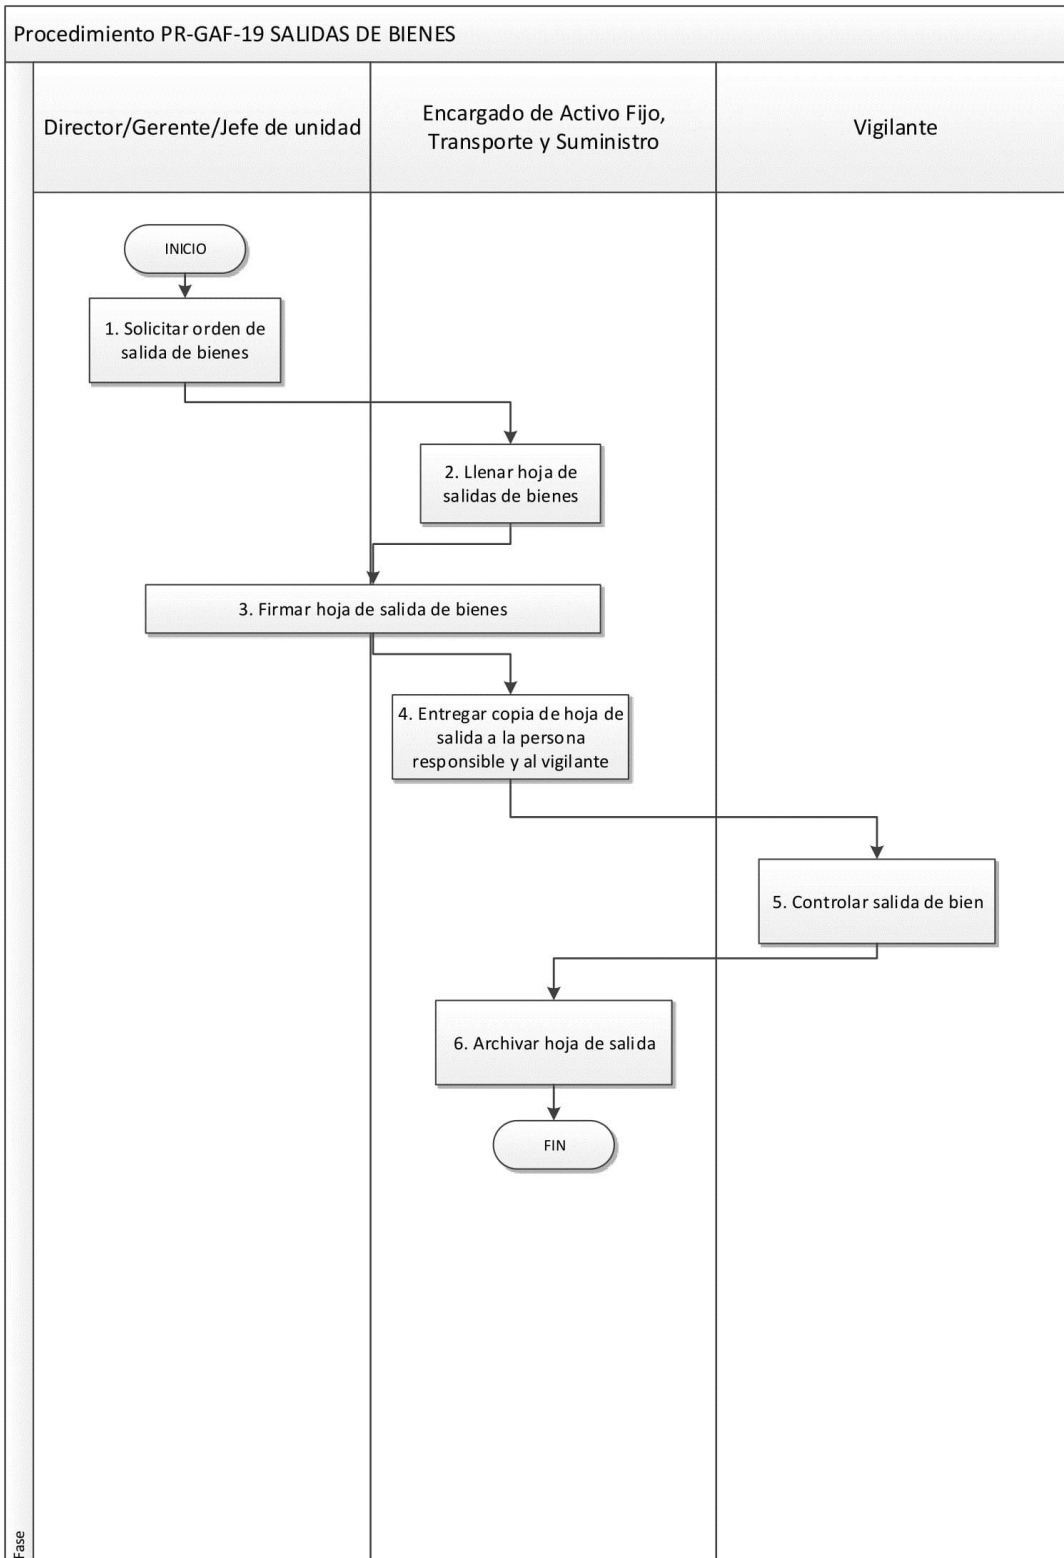 Procedimiento PR-GAF-19 SALIDAS DE BIENES
Director/Gerente/Jefe de unidad
Encargado de Activo Fijo,
Transporte y Suministro
Vigilante
INICIO
1. Solicitar orden de
salida de bienes
2. Llenar hoja de
salidas de bienes
3. Firmar hoja de salida de bienes
4. Entregar copia de hoja de
salida a la persona
responsible y al vigilante
5. Controlar salida de bien
6. Archivar hoja de salida
FIN
Fase